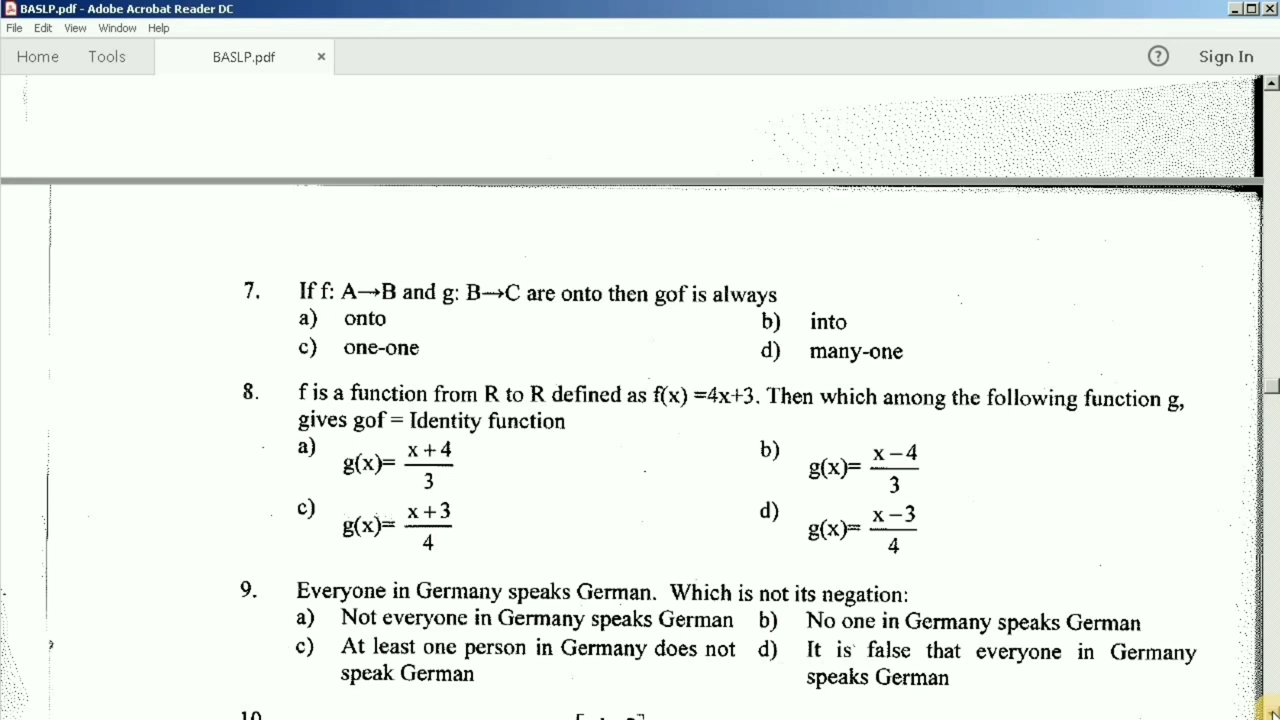 BASLP.pdf - Adobe Acrobat Reader DC
File Edit View Window Help
Home Tools BASLP.pdf × ? Sign In
7. If f: A→B and g: B→C are onto then gof is always
a) onto b) into
c) one-one d) many-one
8. f is a function from R to R defined as f(x) =4x+3. Then which among the following function g,
gives gof = Identity function
a) g(x)= (x+4)/3 b) g(x)= (x-4)/3
c) g(x)= (x+3)/4 d) g(x)= (x-3)/4
9. Everyone in Germany speaks German. Which is not its negation:
a) Not everyone in Germany speaks German b) No one in Germany speaks German
c) At least one person in Germany does not d) It is false that everyone in Germany
speak German speaks German
10